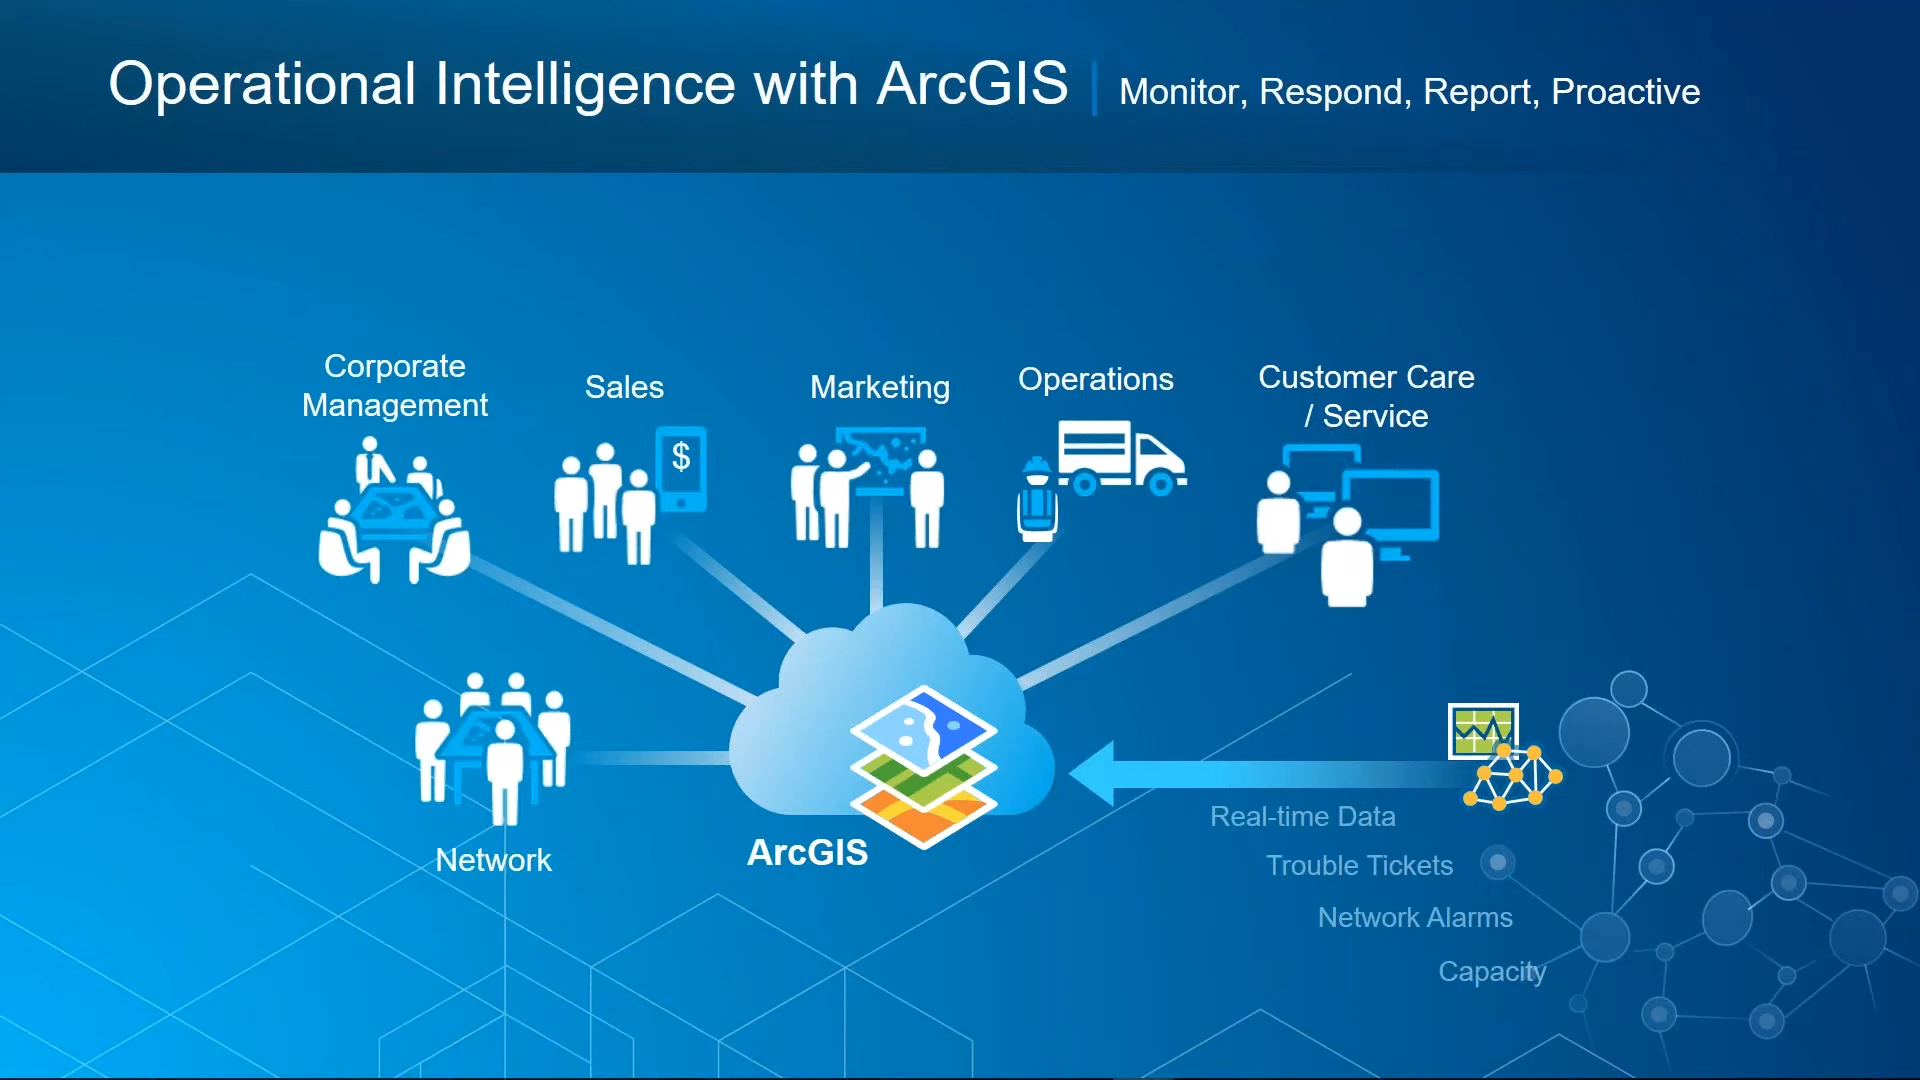 Operational Intelligence with ArcGIS | Monitor, Respond, Report, Proactive
Corporate
Management
Sales
Marketing
Operations
Customer Care
/ Service
$
Network
ArcGIS
Real-time Data
Trouble Tickets
Network Alarms
Capacity